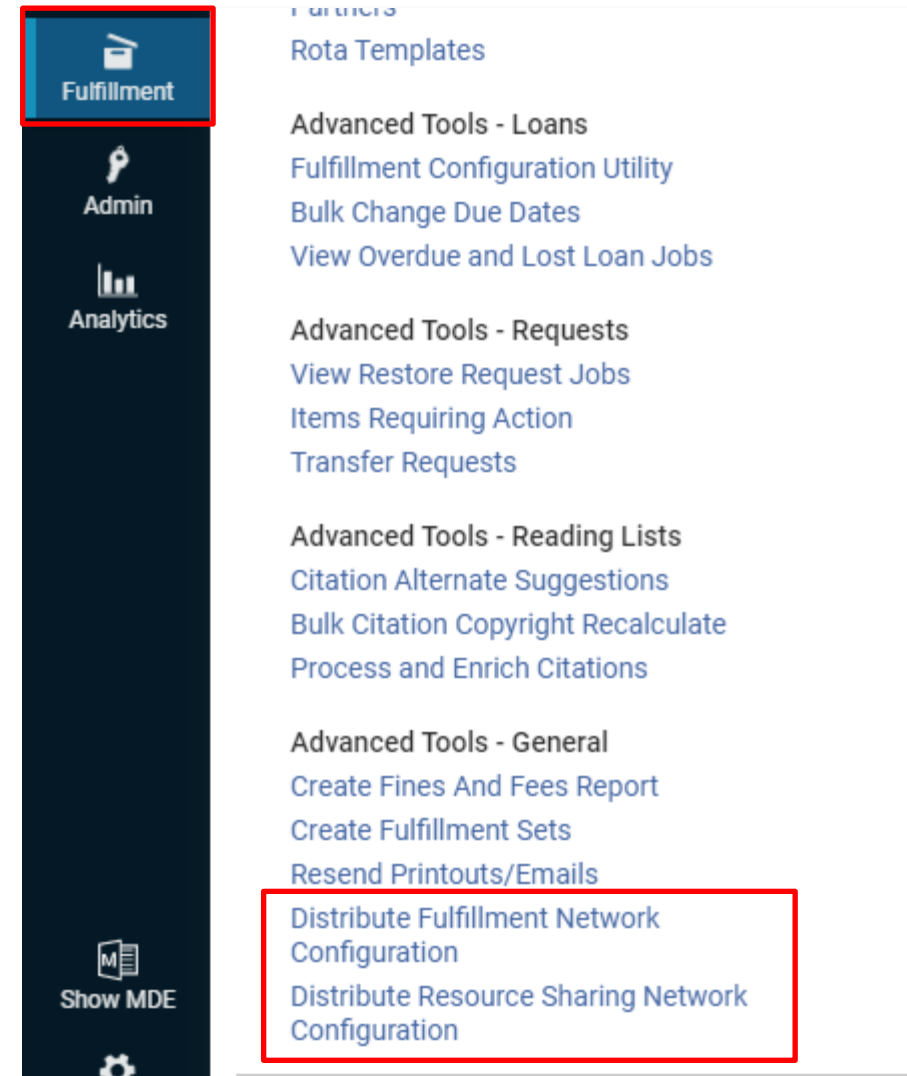 Fulfillment
Admin
Analytics
Show MDE
Partners
Rota Templates
Advanced Tools - Loans
Fulfillment Configuration Utility
Bulk Change Due Dates
View Overdue and Lost Loan Jobs
Advanced Tools - Requests
View Restore Request Jobs
Items Requiring Action
Transfer Requests
Advanced Tools - Reading Lists
Citation Alternate Suggestions
Bulk Citation Copyright Recalculate
Process and Enrich Citations
Advanced Tools - General
Create Fines And Fees Report
Create Fulfillment Sets
Resend Printouts/Emails
Distribute Fulfillment Network
Configuration
Distribute Resource Sharing Network
Configuration